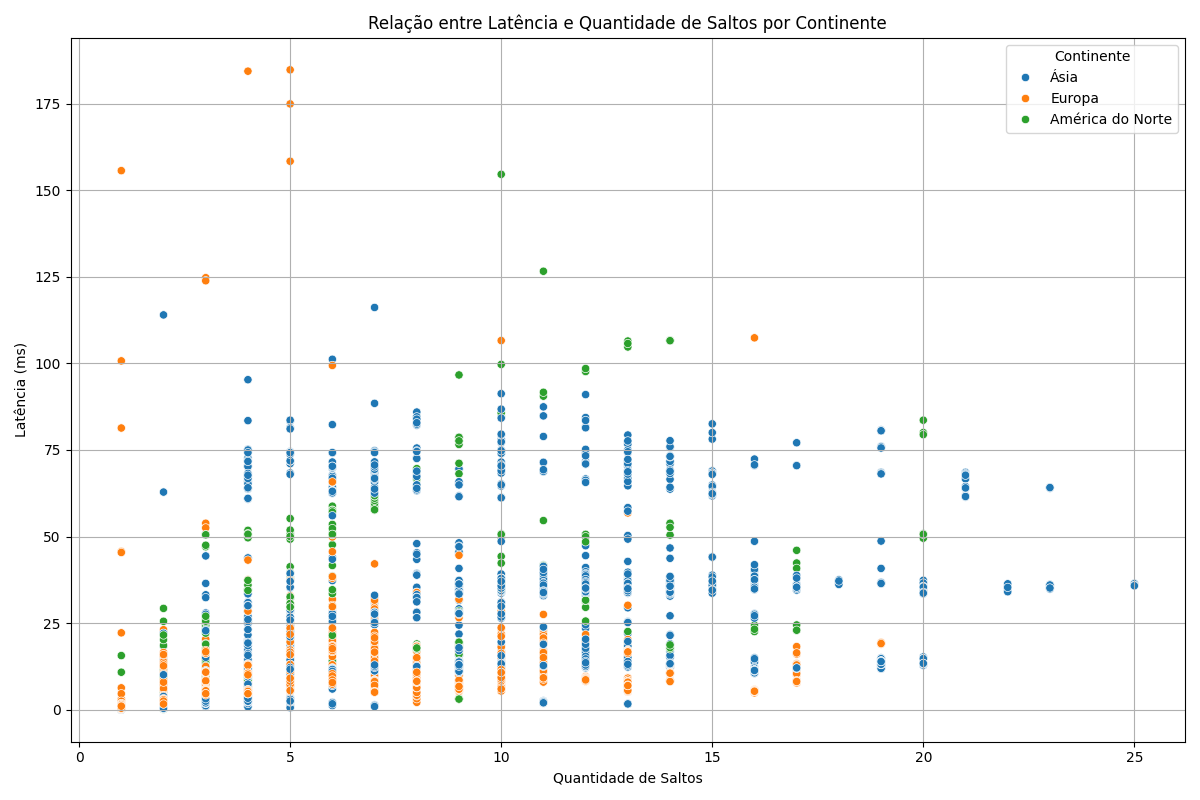 Relação entre Latência e Quantidade de Saltos por Continente
Continente
Ásia
Europa
América do Norte
Latência (ms)
175
150
125
100
75
50
25
0
0 5 10 15 20 25
Quantidade de Saltos